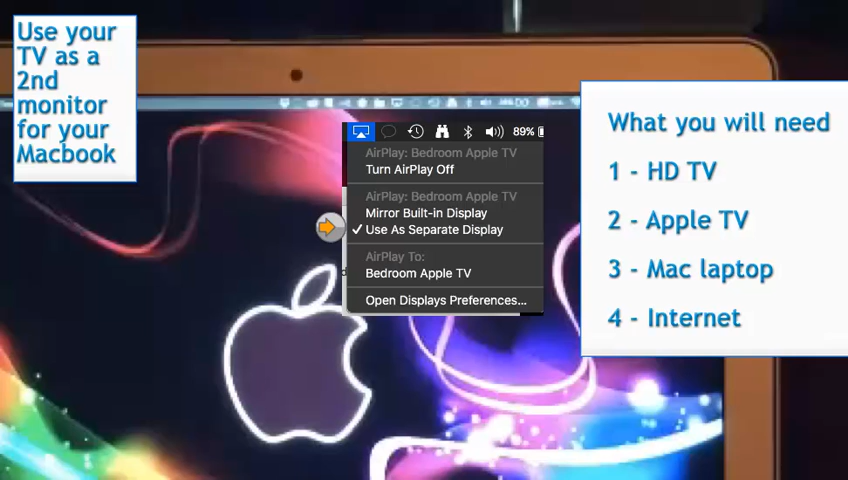 Use your
TV as a
2nd
monitor
for your
Macbook
89%
AirPlay: Bedroom Apple TV
Turn AirPlay Off
AirPlay: Bedroom Apple TV
Mirror Built-in Display
✓ Use As Separate Display
AirPlay To:
Bedroom Apple TV
Open Displays Preferences...
What you will need
1 - HD TV
2 - Apple TV
3 - Mac laptop
4 - Internet